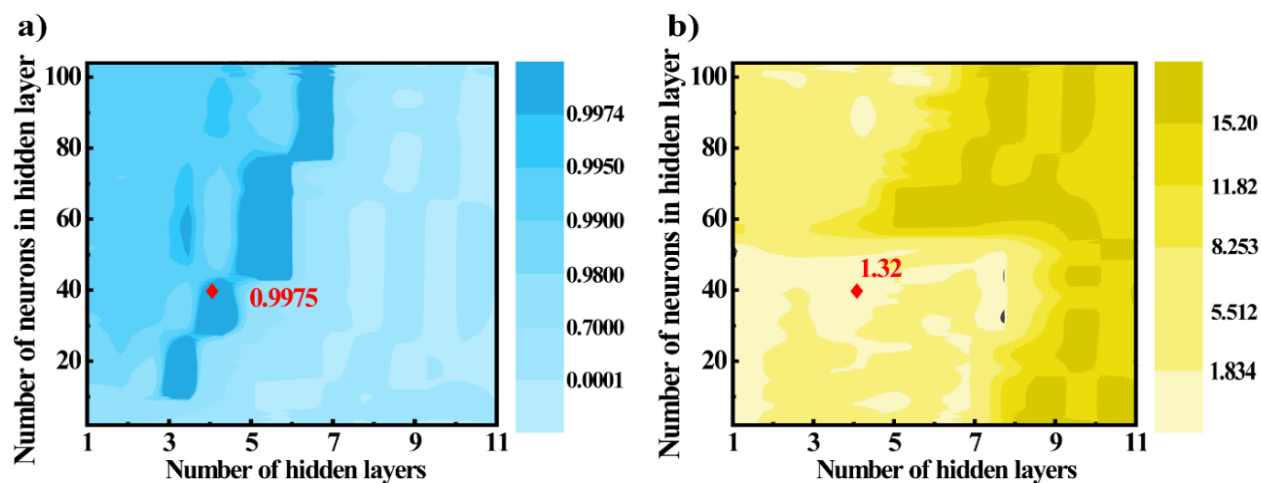 a)
Number of neurons in hidden layer
100
80
60
40
20
1 3 5 7 9 11
Number of hidden layers
0.9975
0.9974
0.9950
0.9900
0.9800
0.7000
0.0001
b)
Number of neurons in hidden layer
100
80
60
40
20
1 3 5 7 9 11
Number of hidden layers
1.32
15.20
11.82
8.253
5.512
1.834